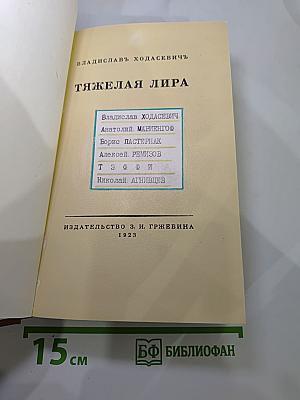 ВЛАДИСЛАВЪ ХОДАСЕВИЧЪ
ТЯЖЕЛАЯ ЛИРА
Владислав ХОДАСЕВИЧ
Анатолий МАРИЕНГОФ
Борис ПАСТЕРНАК
Алексей РЕМИЗОВ
ТЭФФИ
Николай АГНИВЦЕВ
ИЗДАТЕЛЬСТВО З. И. ГРЖЕБИНА
1923
15 см
БФ БИБЛИОФАН